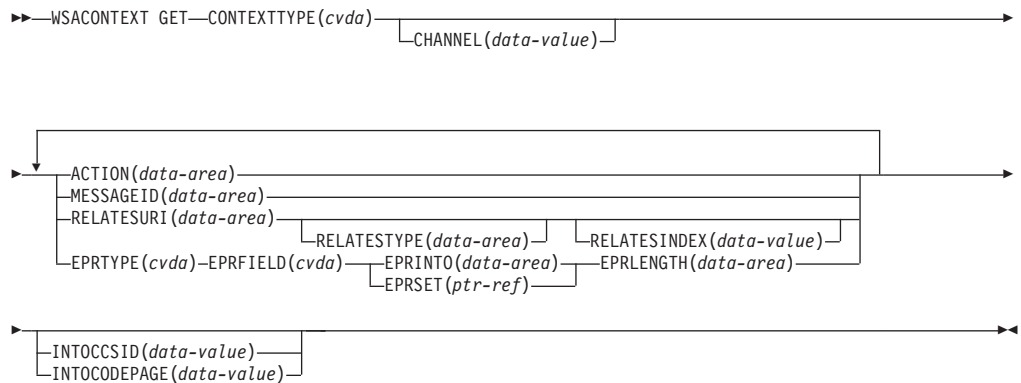 WSACONTEXT GET CONTEXTTYPE(cvda)
CHANNEL(data-value)
ACTION(data-area)
MESSAGEID(data-area)
RELATESURI(data-area)
RELATESTYPE(data-area) RELATESINDEX(data-value)
EPRTYPE(cvda) EPRFIELD(cvda) EPRINTO(data-area) EPRLENGTH(data-area)
EPRSET(ptr-ref)
INTOCCSID(data-value)
INTOCODEPAGE(data-value)